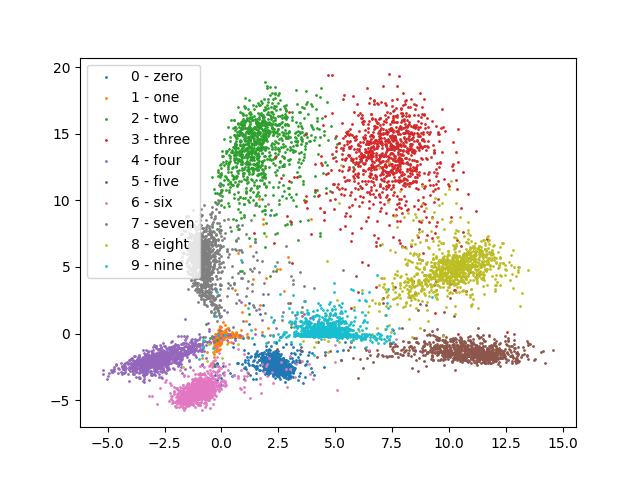 20
15
10
5
0
−5
0 - zero
1 - one
2 - two
3 - three
4 - four
5 - five
6 - six
7 - seven
8 - eight
9 - nine
−5.0 −2.5 0.0 2.5 5.0 7.5 10.0 12.5 15.0